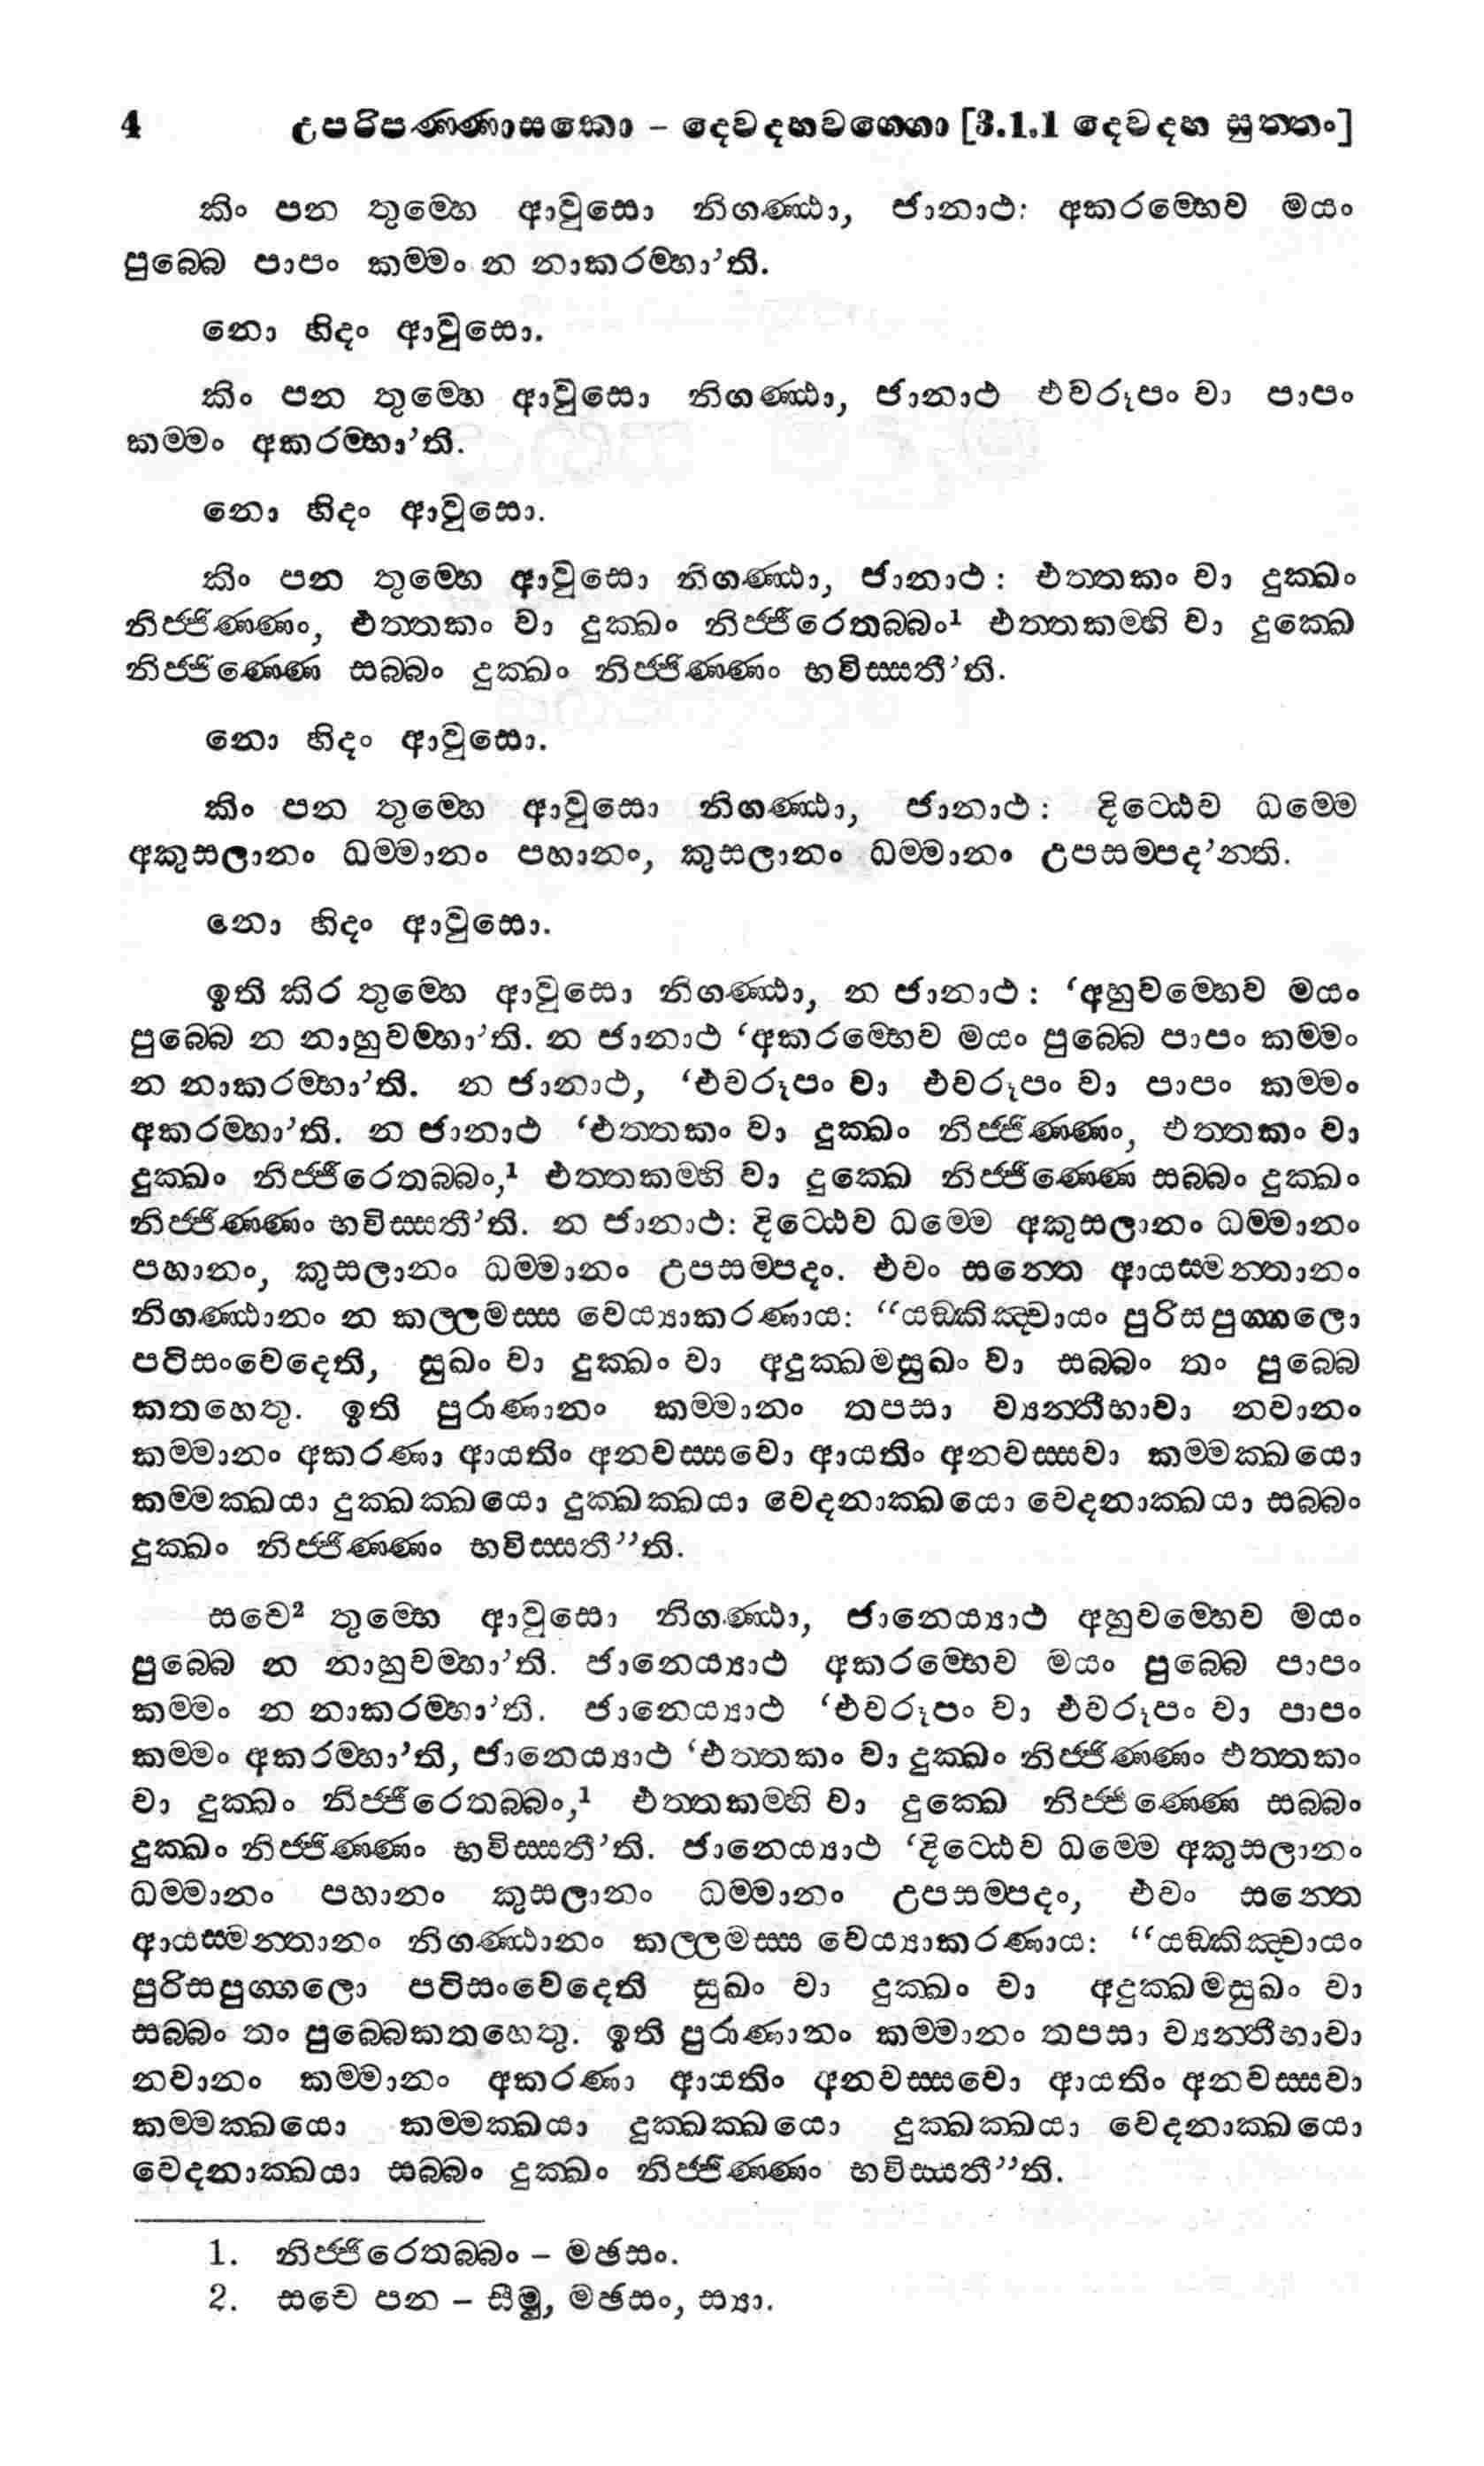 4 උපරිපණ්ණාසකො – දෙවදහවග්ගො [3.1.1 දෙවදහ සුත්තං]
කිං පන තුම්හෙ ආවුසො නිගණ්ඨා, ජානාථ: අකරම්හෙව මයං
පුබ්බෙ පාපං කම්මං න නාකරම්හා’ති.
නො හිදං ආවුසො.
කිං පන තුම්හෙ ආවුසො නිගණ්ඨා, ජානාථ එවරූපං වා පාපං
කම්මං අකරම්හා’ති.
නො හිදං ආවුසො.
කිං පන තුම්හෙ ආවුසො නිගණ්ඨා, ජානාථ: එත්තකං වා දුක්ඛං
නිජ්ජිණ්ණං, එත්තකං වා දුක්ඛං නිජ්ජීරෙතබ්බං¹ එත්තකම්හි වා දුක්ඛෙ
නිජ්ජිණ්ණෙ සබ්බං දුක්ඛං නිජ්ජිණ්ණං භවිස්සතී’ති.
නො හිදං ආවුසො.
කිං පන තුම්හෙ ආවුසො නිගණ්ඨා, ජානාථ: දිට්ඨෙව ධම්මෙ
අකුසලානං ධම්මානං පහානං, කුසලානං ධම්මානං උපසම්පද’න්ති.
නො හිදං ආවුසො.
ඉති කිර තුම්හෙ ආවුසො නිගණ්ඨා, න ජානාථ: ‘අහුවම්හෙව මයං
පුබ්බෙ න නාහුවම්හා’ති. න ජානාථ ‘අකරම්හෙව මයං පුබ්බෙ පාපං කම්මං
න නාකරම්හා’ති. න ජානාථ, ‘එවරූපං වා එවරූපං වා පාපං කම්මං
අකරම්හා’ති. න ජානාථ ‘එත්තකං වා දුක්ඛං නිජ්ජිණ්ණං, එත්තකං වා
දුක්ඛං නිජ්ජීරෙතබ්බං,¹ එත්තකම්හි වා දුක්ඛෙ නිජ්ජිණ්ණෙ සබ්බං දුක්ඛං
නිජ්ජිණ්ණං භවිස්සතී’ති. න ජානාථ: දිට්ඨෙව ධම්මෙ අකුසලානං ධම්මානං
පහානං, කුසලානං ධම්මානං උපසම්පදං. එවං සන්තෙ ආයස්මන්තානං
නිගණ්ඨානං න කල්ලමස්ස වෙය්‍යාකරණාය: “යඞ්කිඤ්චායං පුරිසපුග්ගලො
පටිසංවෙදෙති, සුඛං වා දුක්ඛං වා අදුක්ඛමසුඛං වා සබ්බං තං පුබ්බෙ
කතහෙතු. ඉති පුරාණානං කම්මානං තපසා ව්‍යන්තීභාවා නවානං
කම්මානං අකරණා ආයතිං අනවස්සවො ආයතිං අනවස්සවා කම්මක්ඛයො
කම්මක්ඛයා දුක්ඛක්ඛයො දුක්ඛක්ඛයා වෙදනාක්ඛයො වෙදනාක්ඛයා සබ්බං
දුක්ඛං නිජ්ජිණ්ණං භවිස්සතී”ති.
සචෙ² තුම්හෙ ආවුසො නිගණ්ඨා, ජානෙය්‍යාථ අහුවම්හෙව මයං
පුබ්බෙ න නාහුවම්හා’ති. ජානෙය්‍යාථ අකරම්හෙව මයං පුබ්බෙ පාපං
කම්මං න නාකරම්හා’ති. ජානෙය්‍යාථ ‘එවරූපං වා එවරූපං වා පාපං
කම්මං අකරම්හා’ති, ජානෙය්‍යාථ ‘එත්තකං වා දුක්ඛං නිජ්ජිණ්ණං එත්තකං
වා දුක්ඛං නිජ්ජීරෙතබ්බං,¹ එත්තකම්හි වා දුක්ඛෙ නිජ්ජිණ්ණෙ සබ්බං
දුක්ඛං නිජ්ජිණ්ණං භවිස්සතී’ති. ජානෙය්‍යාථ ‘දිට්ඨෙව ධම්මෙ අකුසලානං
ධම්මානං පහානං කුසලානං ධම්මානං උපසම්පදං, එවං සන්තෙ
ආයස්මන්තානං නිගණ්ඨානං කල්ලමස්ස වෙය්‍යාකරණාය: “යඞ්කිඤ්චායං
පුරිසපුග්ගලො පටිසංවෙදෙති සුඛං වා දුක්ඛං වා අදුක්ඛමසුඛං වා
සබ්බං තං පුබ්බෙකතහෙතු. ඉති පුරාණානං කම්මානං තපසා ව්‍යන්තීභාවා
නවානං කම්මානං අකරණා ආයතිං අනවස්සවො ආයතිං අනවස්සවා
කම්මක්ඛයො කම්මක්ඛයා දුක්ඛක්ඛයො දුක්ඛක්ඛයා වෙදනාක්ඛයො
වෙදනාක්ඛයා සබ්බං දුක්ඛං නිජ්ජිණ්ණං භවිස්සතී”ති.
1. නිජ්ජිරෙතබ්බං – මඡසං.
2. සචෙ පන – සීමු, මඡසං, ස්‍යා.